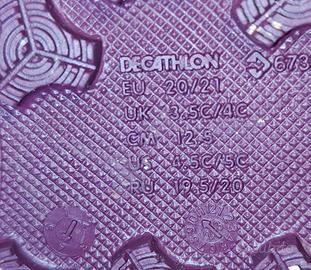 DECATHLON 673
EU 20/21
UK 3.5C/4C
CM 12.5
US 4.5C/5C
RU 19.5/20